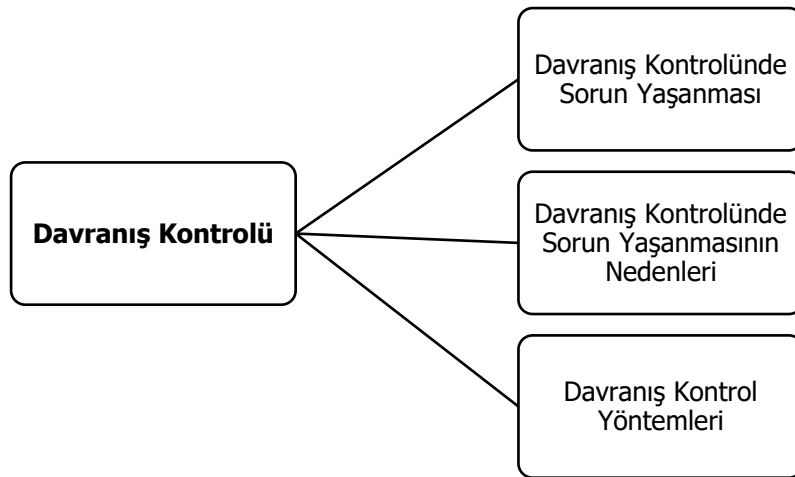 Davranış Kontrolü
Davranış Kontrolünde
Sorun Yaşanması
Davranış Kontrolünde
Sorun Yaşanmasının
Nedenleri
Davranış Kontrol
Yöntemleri